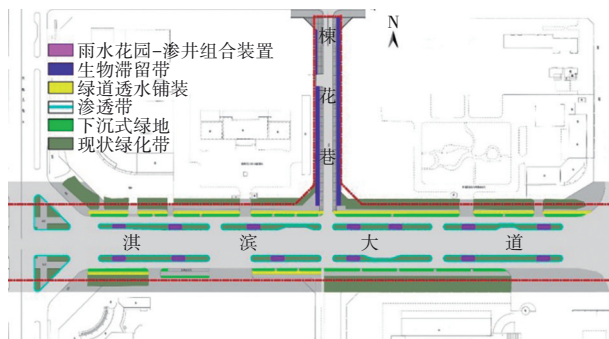 N
雨水花园-渗井组合装置
生物滞留带
绿道透水铺装
渗透带
下沉式绿地
现状绿化带
楝
花
巷
淇
滨
大
道